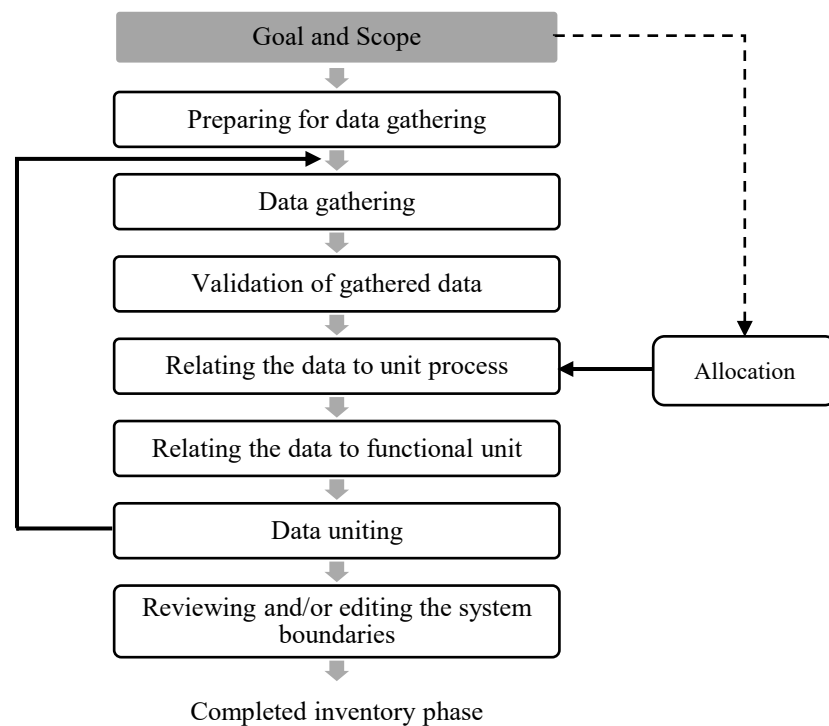 Goal and Scope
Preparing for data gathering
Data gathering
Validation of gathered data
Relating the data to unit process
Allocation
Relating the data to functional unit
Data uniting
Reviewing and/or editing the system
boundaries
Completed inventory phase